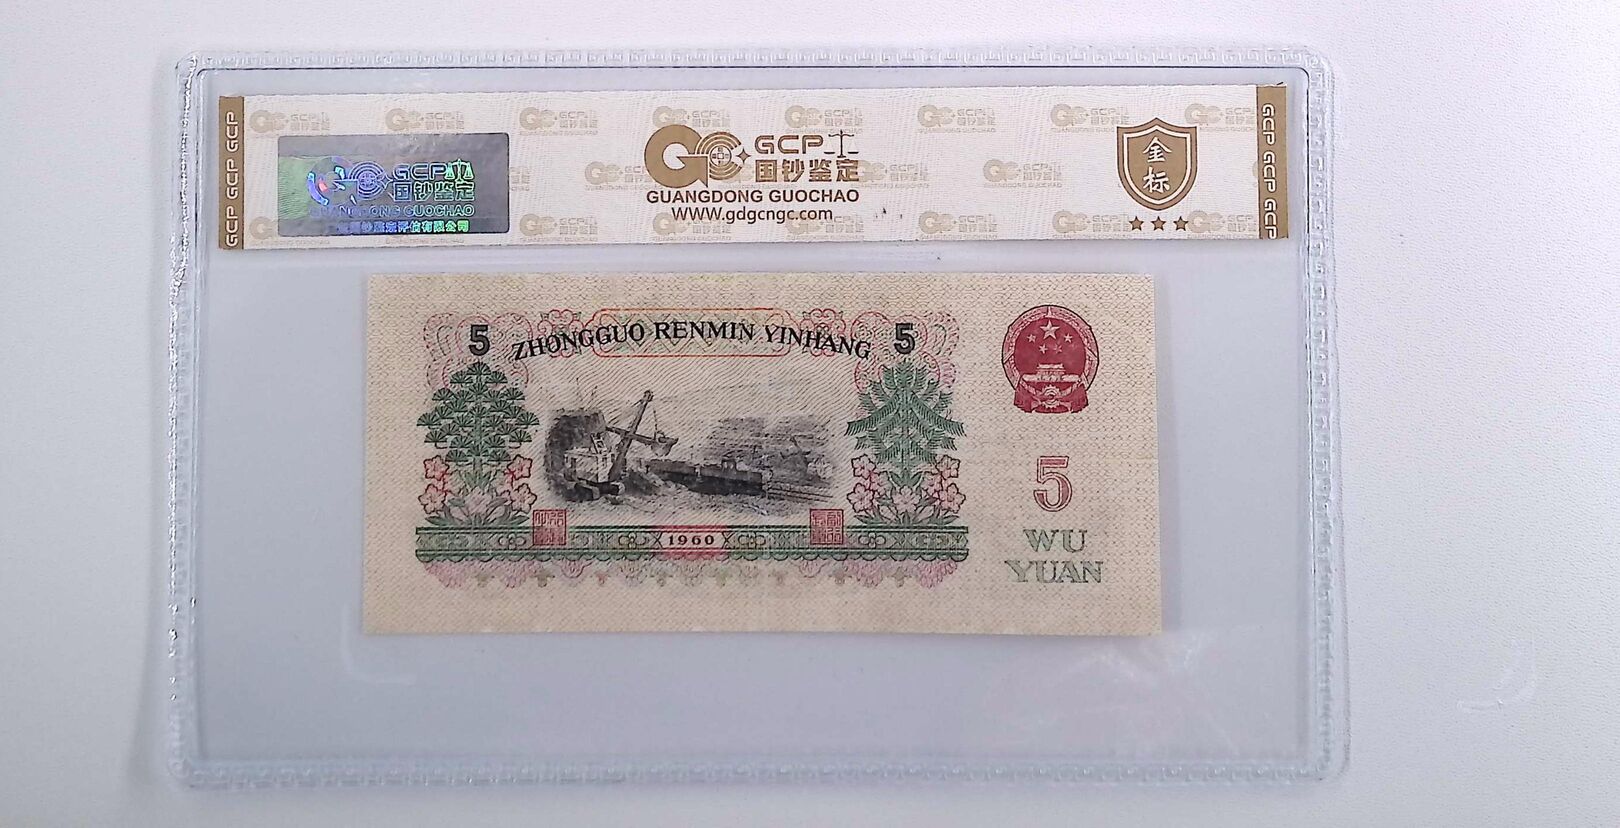 GCP GCP GCP
GCP
国钞鉴定
GUANGDONG GUOCHAO
GCP
国钞鉴定
GUANGDONG GUOCHAO
WWW.gdgcngc.com
金
标
GCP GCP GCP
5 ZHONGGUO RENMIN YINHANG 5
5
WU
YUAN
1960